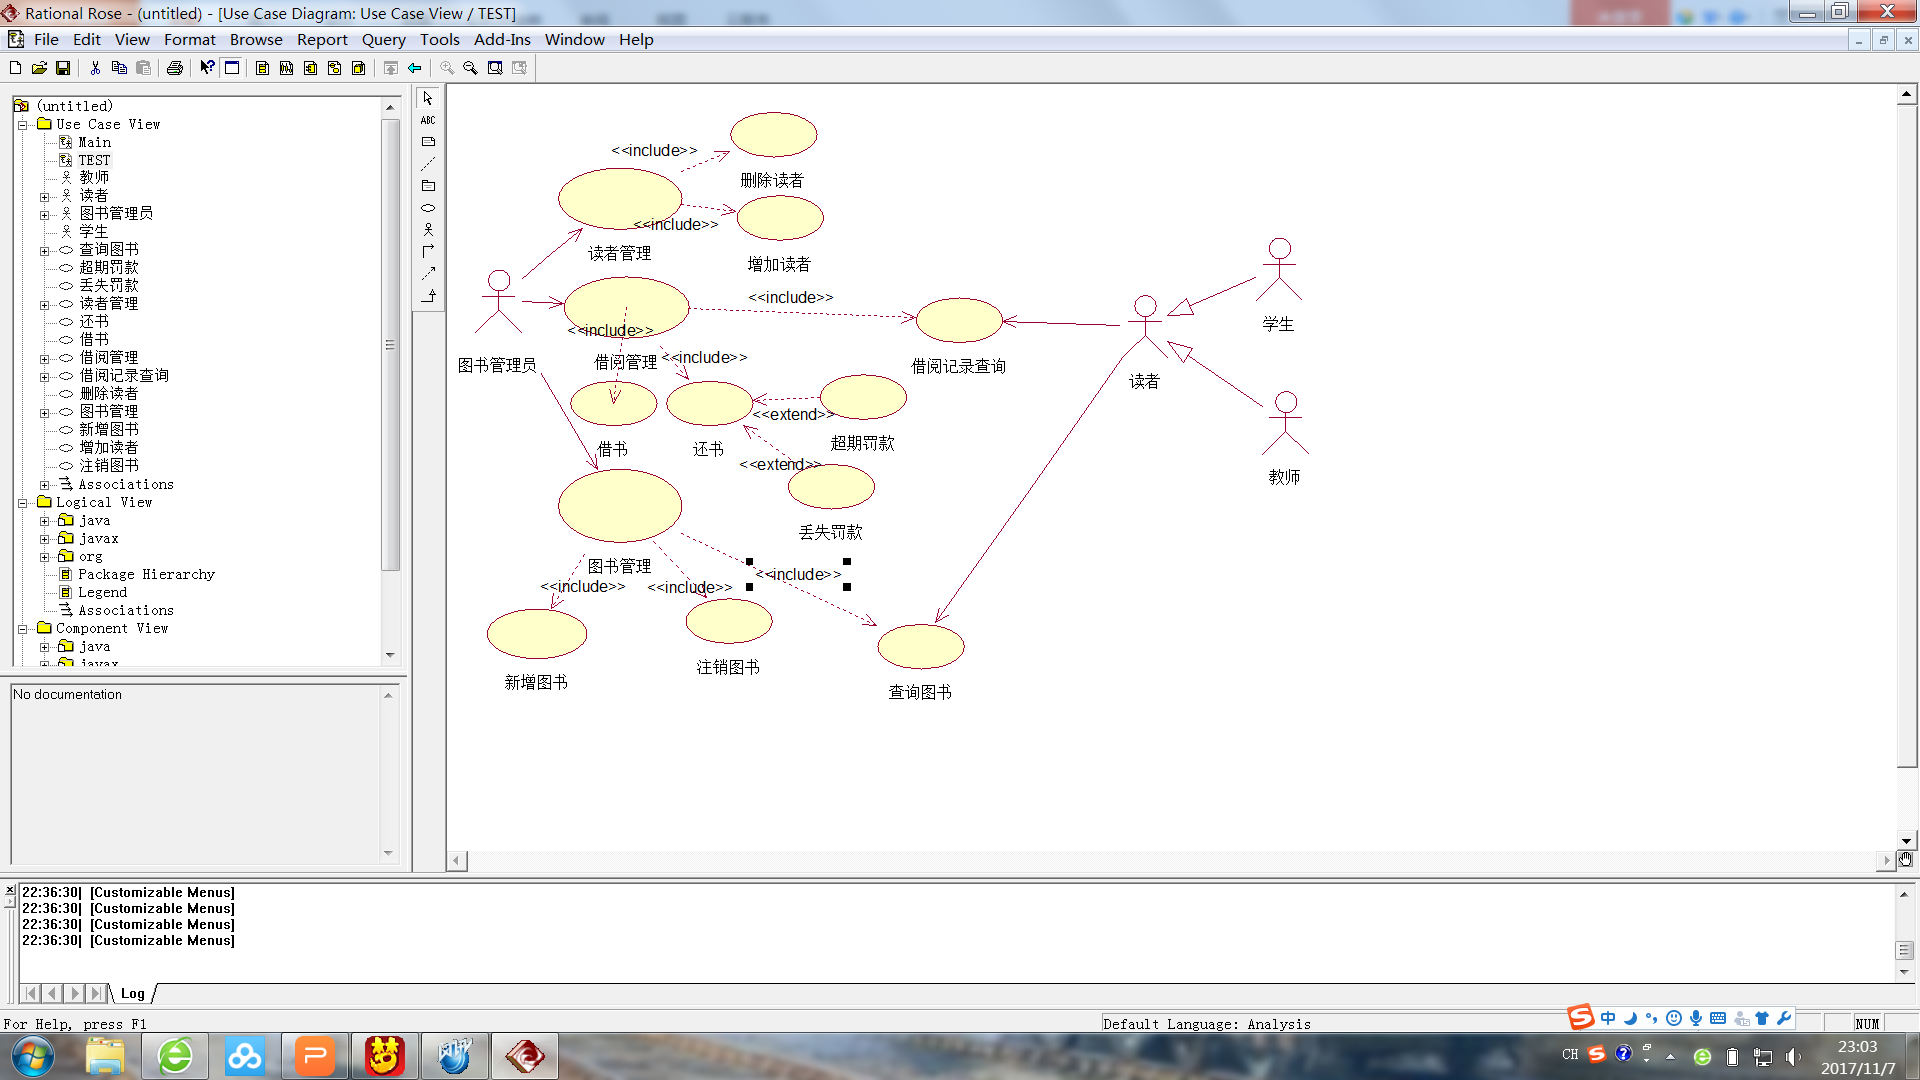 Rational Rose - (untitled) - [Use Case Diagram: Use Case View / TEST]
File Edit View Format Browse Report Query Tools Add-Ins Window Help
(untitled)
Use Case View
Main
TEST
教师
读者
图书管理员
学生
查询图书
超期罚款
丢失罚款
读者管理
还书
借书
借阅管理
借阅记录查询
删除读者
图书管理
新增图书
增加读者
注销图书
Associations
Logical View
java
javax
org
Package Hierarchy
Legend
Associations
Component View
java
javax
No documentation
ABC
<<include>>
删除读者
<<include>>
读者管理
增加读者
<<include>>
<<include>>
图书管理员
借阅管理
<<include>>
借阅记录查询
读者
学生
教师
<<extend>>
借书
还书
超期罚款
<<extend>>
丢失罚款
图书管理
<<include>>
<<include>>
<<include>>
新增图书
注销图书
查询图书
22:36:30| [Customizable Menus]
22:36:30| [Customizable Menus]
22:36:30| [Customizable Menus]
22:36:30| [Customizable Menus]
Log
For Help, press F1
Default Language: Analysis
NUM
中
CH
23:03
2017/11/7